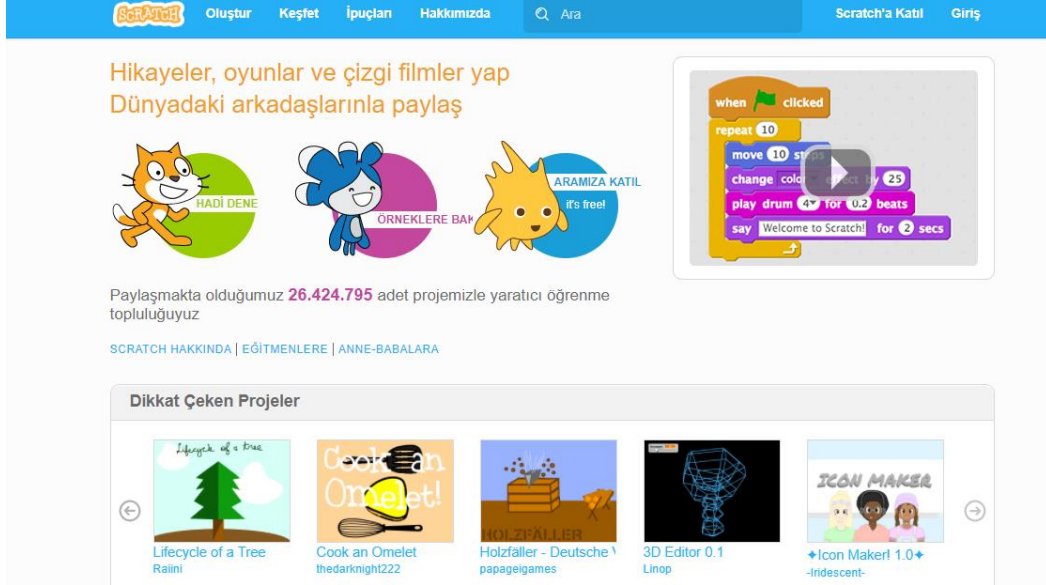 SCRATCH Oluştur Keşfet İpuçları Hakkımızda Ara Scratch'a Katıl Giriş
Hikayeler, oyunlar ve çizgi filmler yap
Dünyadaki arkadaşlarınla paylaş
HADİ DENE
ÖRNEKLERE BAK
ARAMIZA KATIL
it's free!
when clicked
repeat 10
move 10 steps
change color effect by 25
play drum 4 for 0.2 beats
say Welcome to Scratch! for 2 secs
Paylaşmakta olduğumuz 26.424.795 adet projemizle yaratıcı öğrenme
topluluğuyuz
SCRATCH HAKKINDA | EĞİTMENLERE | ANNE-BABALARA
Dikkat Çeken Projeler
Lifecycle of a tree
Cook an
Omelet!
HOLZFÄLLER
ICON MAKER
Lifecycle of a Tree Cook an Omelet Holzfäller - Deutsche 3D Editor 0.1 ✦Icon Maker! 1.0✦
Raiini thedarknight222 papageigames Linop -Iridescent-